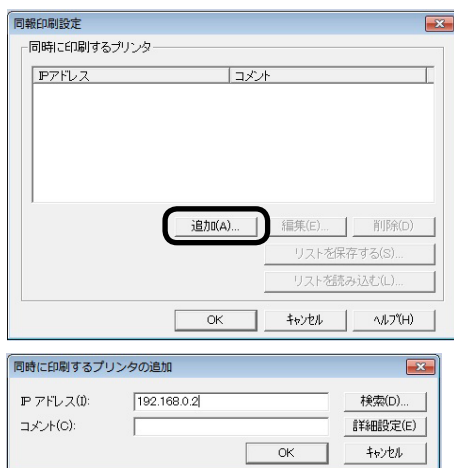 同報印刷設定
同時に印刷するプリンタ
IPアドレス コメント
追加(A)... 編集(E)... 削除(D)
リストを保存する(S)...
リストを読み込む(L)...
OK キャンセル ヘルプ(H)
同時に印刷するプリンタの追加
IP アドレス(I): 192.168.0.2 検索(D)...
コメント(C): 詳細設定(E)
OK キャンセル